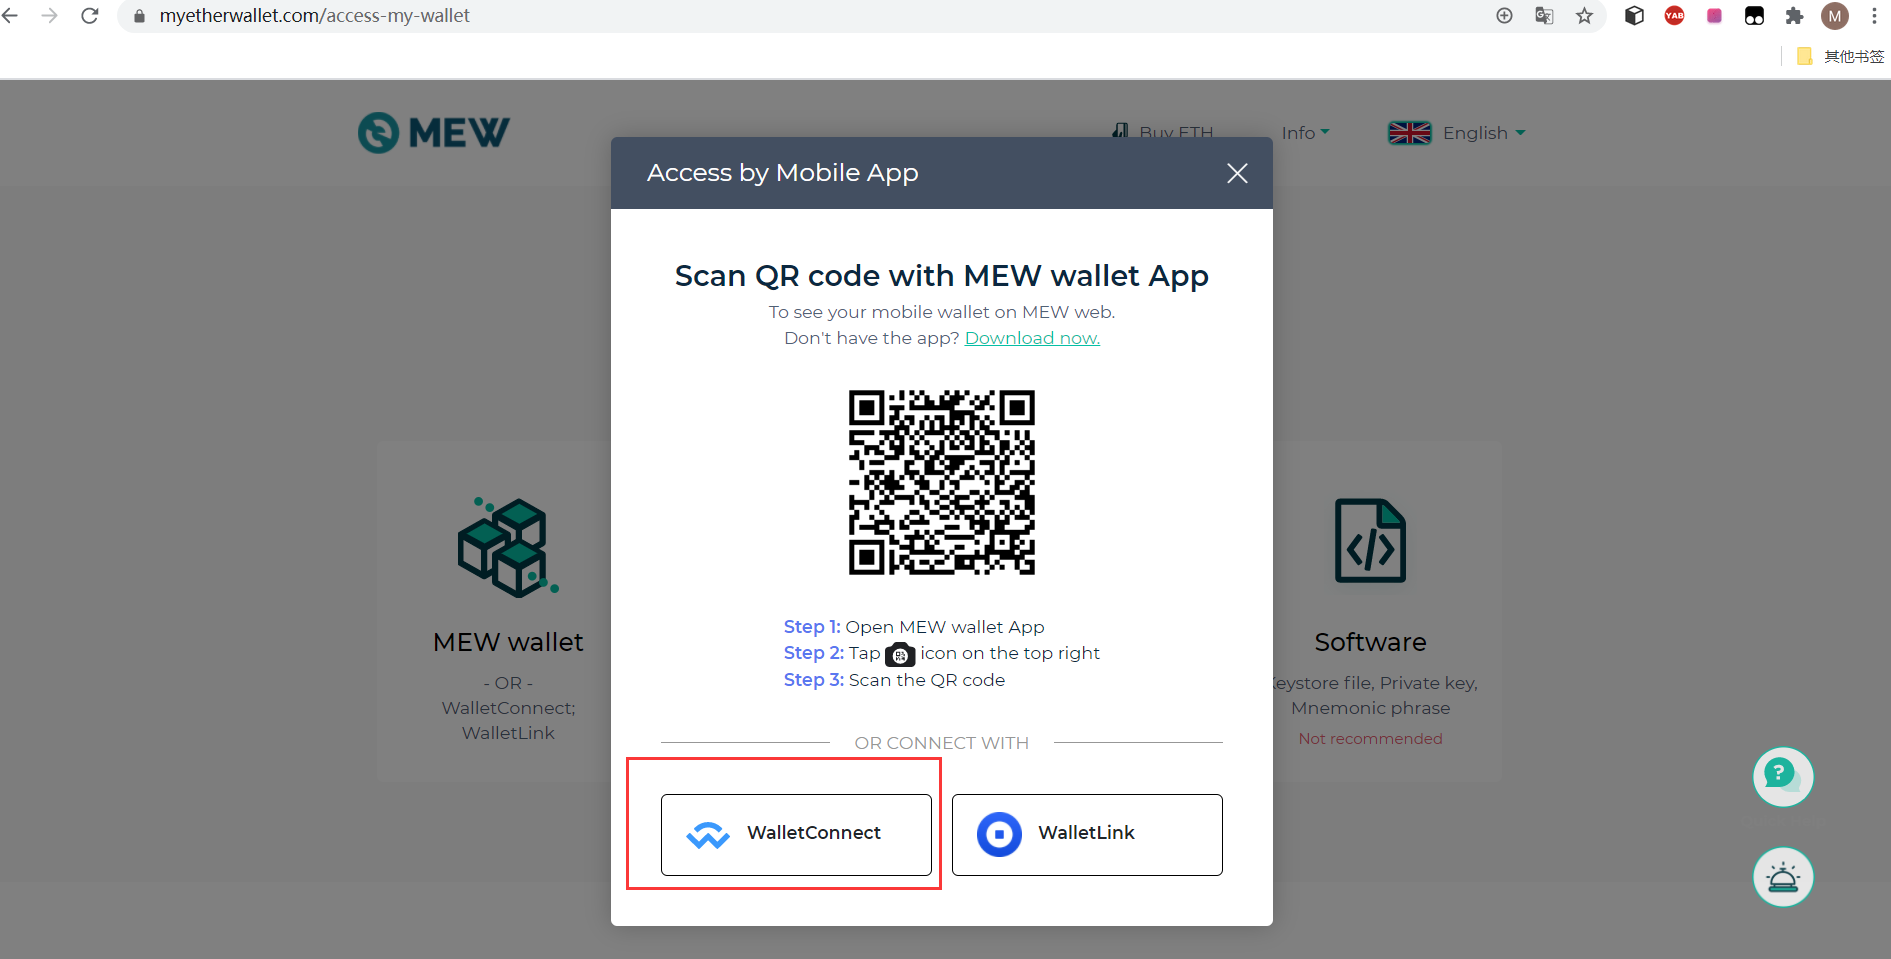 myetherwallet.com/access-my-wallet
YAB
M
其他书签
MEW
Buy ETH
Info
English
Access by Mobile App
Scan QR code with MEW wallet App
To see your mobile wallet on MEW web.
Don't have the app? Download now.
Step 1: Open MEW wallet App
Step 2: Tap icon on the top right
Step 3: Scan the QR code
OR CONNECT WITH
WalletConnect
WalletLink
MEW wallet
- OR -
WalletConnect;
WalletLink
Software
Keystore file, Private key,
Mnemonic phrase
Not recommended
?